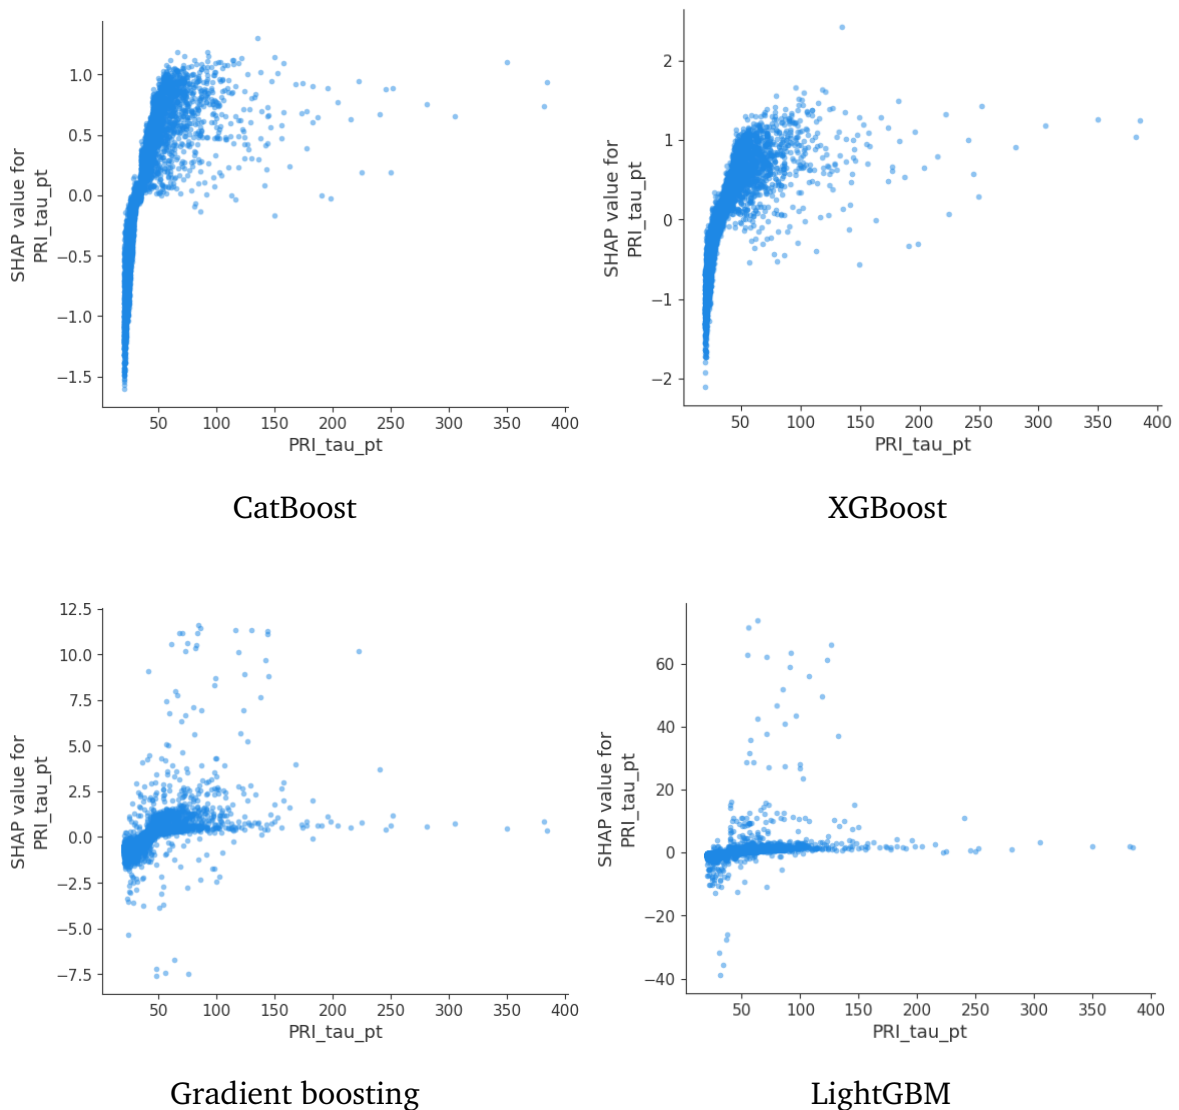 1.0
0.5
0.0
−0.5
−1.0
−1.5
SHAP value for
PRI_tau_pt
50 100 150 200 250 300 350 400
PRI_tau_pt
CatBoost
2
1
0
−1
−2
SHAP value for
PRI_tau_pt
50 100 150 200 250 300 350 400
PRI_tau_pt
XGBoost
12.5
10.0
7.5
5.0
2.5
0.0
−2.5
−5.0
−7.5
SHAP value for
PRI_tau_pt
50 100 150 200 250 300 350 400
PRI_tau_pt
Gradient boosting
60
40
20
0
−20
−40
SHAP value for
PRI_tau_pt
50 100 150 200 250 300 350 400
PRI_tau_pt
LightGBM